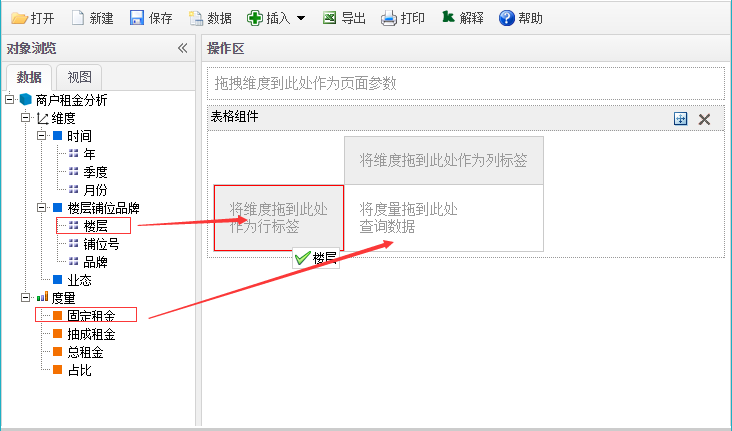 打开 新建 保存 数据 插入 导出 打印 解释 帮助
对象浏览
数据 视图
商户租金分析
维度
时间
年
季度
月份
楼层铺位品牌
楼层
铺位号
品牌
业态
度量
固定租金
抽成租金
总租金
占比
操作区
拖拽维度到此处作为页面参数
表格组件
将维度拖到此处作为列标签
将维度拖到此处
作为行标签
将度量拖到此处
查询数据
楼层